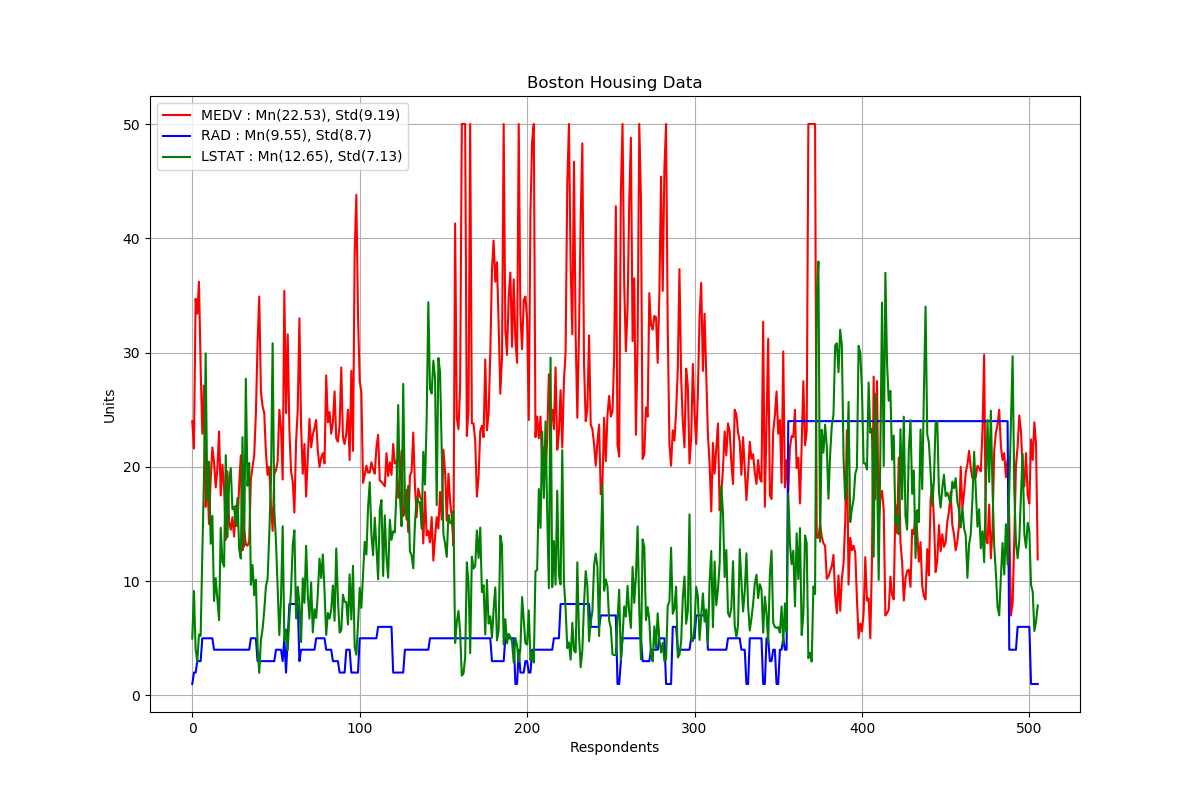 Boston Housing Data
MEDV : Mn(22.53), Std(9.19)
RAD : Mn(9.55), Std(8.7)
LSTAT : Mn(12.65), Std(7.13)
50
40
30
20
10
0
Units
0 100 200 300 400 500
Respondents